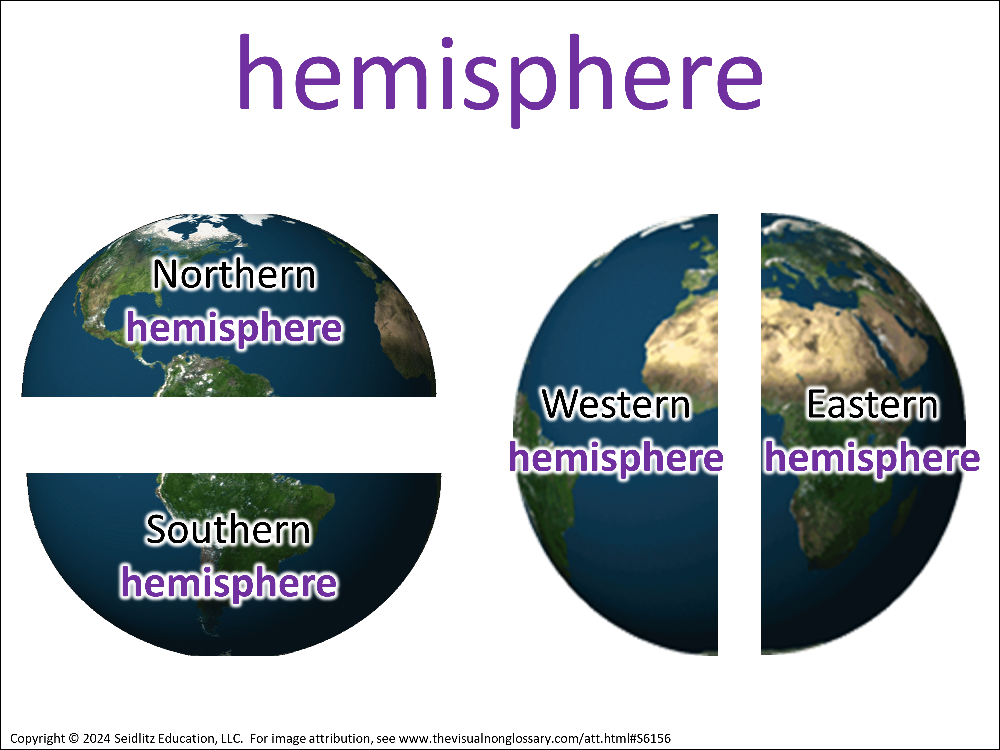 hemisphere
Northern
hemisphere
Southern
hemisphere
Western
hemisphere
Eastern
hemisphere
Copyright © 2024 Seidlitz Education, LLC.  For image attribution, see www.thevisualnonglossary.com/att.html#S6156